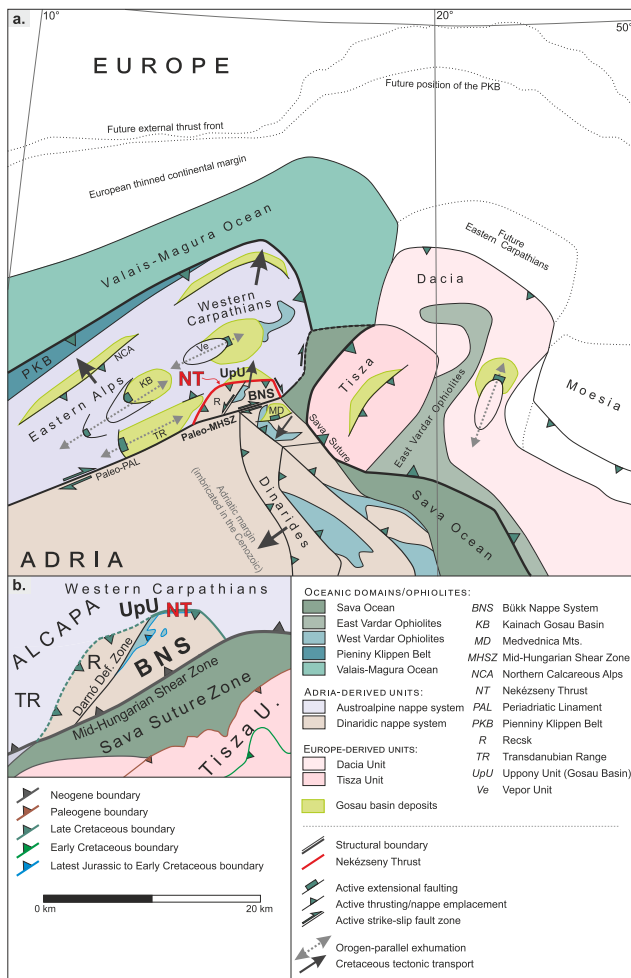 a.
10°
20°
50°
EUROPE
Future position of the PKB
Future external thrust front
European thinned continental margin
Valais-Magura Ocean
Future
Eastern Carpathians
Dacia
Western
Carpathians
PKB
NCA
Ve
UpU
NT
Tisza
Eastern Alps
KB
R
BNS
MD
Moesia
TR
Paleo-MHSZ
Sava Suture
East Vardar Ophiolites
Paleo-PAL
Adriatic margin
(imbricated in the Cenozoic)
Dinarides
Sava Ocean
ADRIA
b.
Western Carpathians
ALCAPA
UpU
NT
R
Darnó Def. Zone
BNS
TR
Mid-Hungarian Shear Zone
Sava Suture Zone
Tisza U.
Neogene boundary
Paleogene boundary
Late Cretaceous boundary
Early Cretaceous boundary
Latest Jurassic to Early Cretaceous boundary
0 km
20 km
OCEANIC DOMAINS/OPHIOLITES:
Sava Ocean
East Vardar Ophiolites
West Vardar Ophiolites
Pieniny Klippen Belt
Valais-Magura Ocean
ADRIA-DERIVED UNITS:
Austroalpine nappe system
Dinaridic nappe system
EUROPE-DERIVED UNITS:
Dacia Unit
Tisza Unit
Gosau basin deposits
BNS Bükk Nappe System
KB Kainach Gosau Basin
MD Medvednica Mts.
MHSZ Mid-Hungarian Shear Zone
NCA Northern Calcareous Alps
NT Nekézseny Thrust
PAL Periadriatic Linament
PKB Pienniny Klippen Belt
R Recsk
TR Transdanubian Range
UpU Uppony Unit (Gosau Basin)
Ve Vepor Unit
Structural boundary
Nekézseny Thrust
Active extensional faulting
Active thrusting/nappe emplacement
Active strike-slip fault zone
Orogen-parallel exhumation
Cretaceous tectonic transport